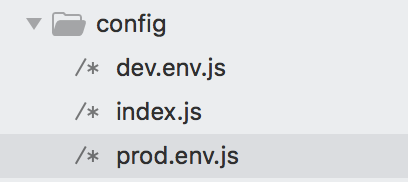 config
/* dev.env.js
/* index.js
/* prod.env.js